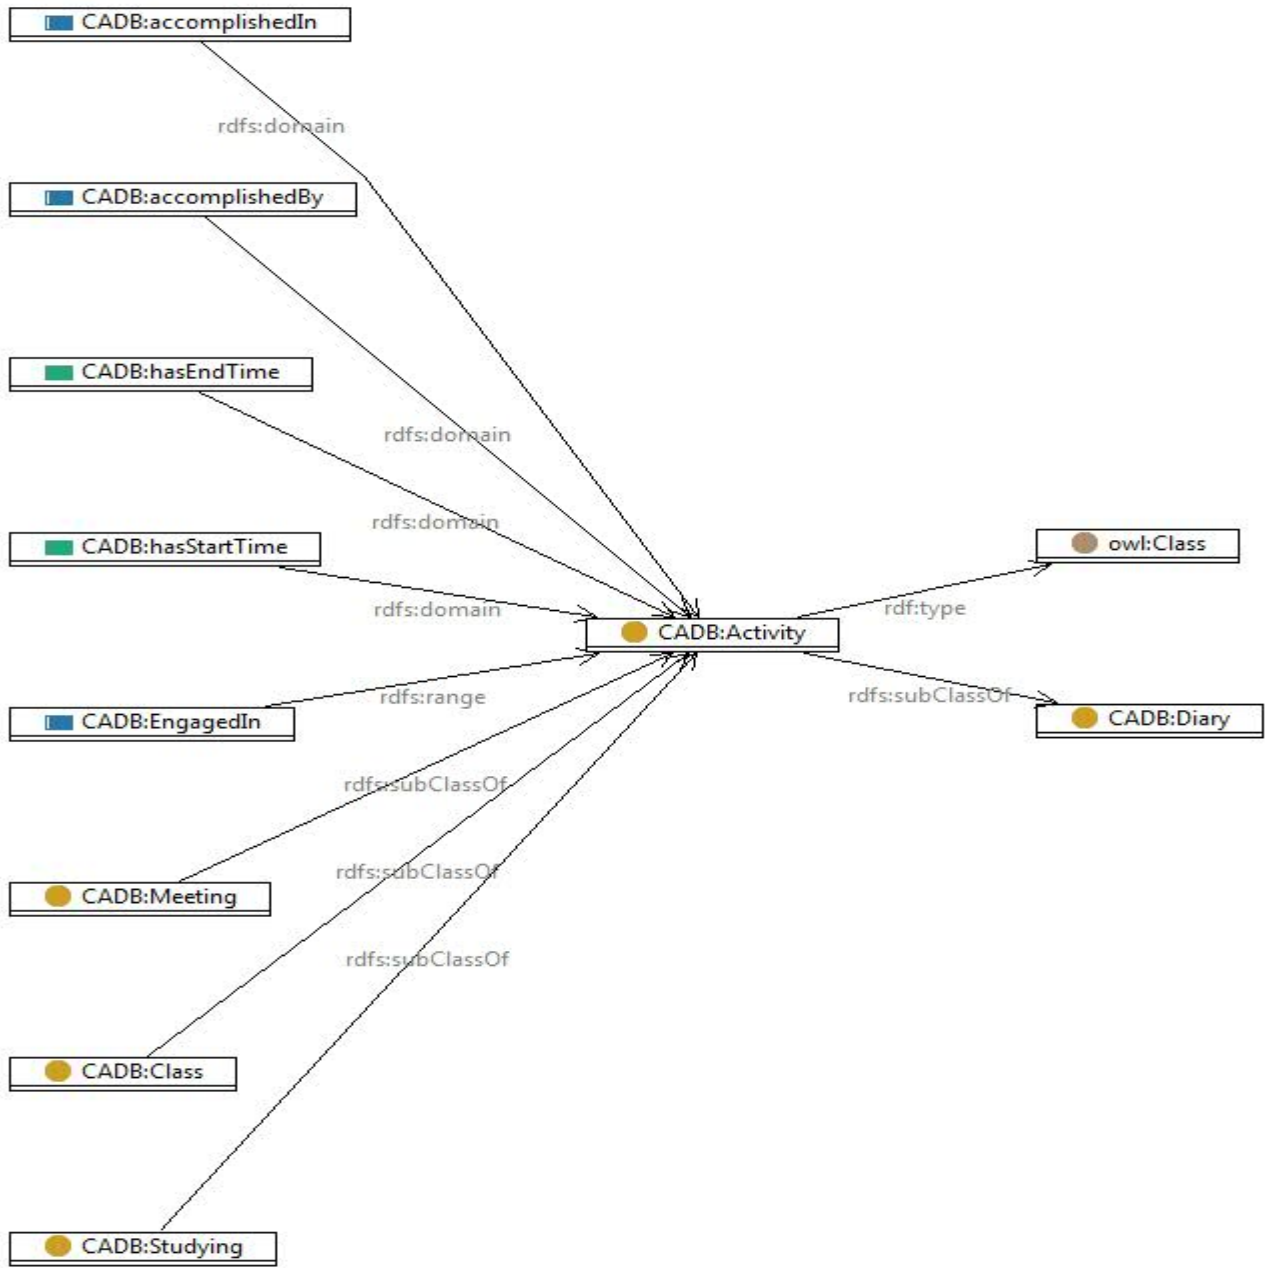 CADB:accomplishedIn
rdfs:domain
CADB:accomplishedBy
CADB:hasEndTime
rdfs:domain
rdfs:domain
CADB:hasStartTime
owl:Class
rdfs:domain
rdf:type
CADB:Activity
rdfs:range
rdfs:subClassOf
CADB:EngagedIn
CADB:Diary
rdfs:subClassOf
rdfs:subClassOf
CADB:Meeting
rdfs:subClassOf
CADB:Class
CADB:Studying